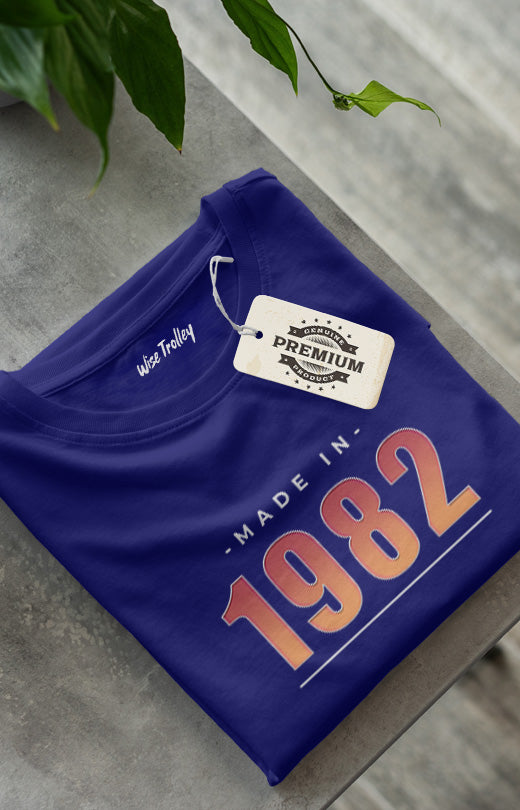 Wise Trolley
GENUINE
PREMIUM
PRODUCT
-MADE IN-
1982